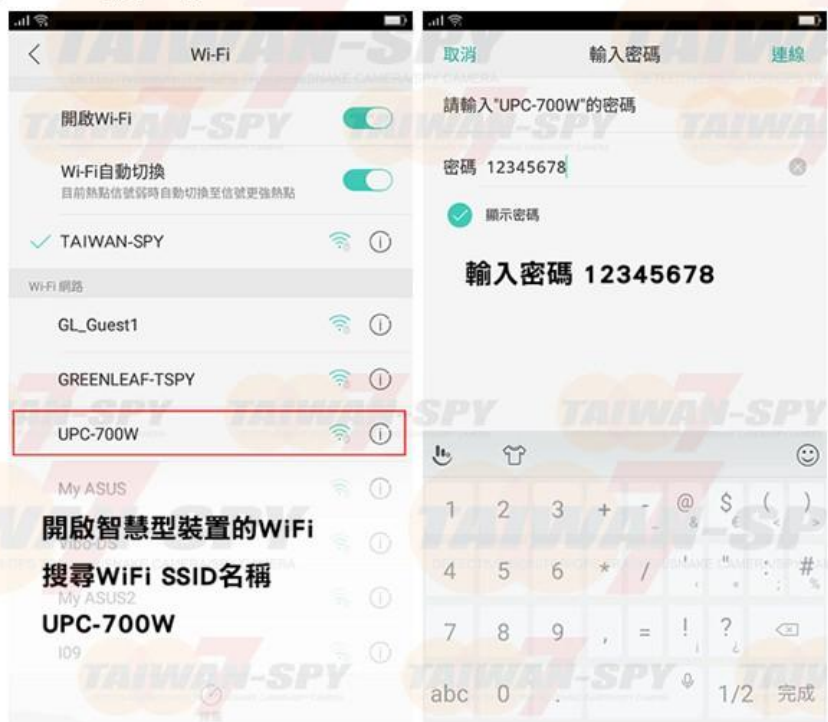 Wi-Fi
開啟Wi-Fi
Wi-Fi自動切換
目前熱點信號弱時自動切換至信號更強熱點
TAIWAN-SPY
Wi-Fi 網路
GL_Guest1
GREENLEAF-TSPY
UPC-700W
My ASUS
開啟智慧型裝置的WiFi
Vibo-DS
搜尋WiFi SSID名稱
My ASUS2
UPC-700W
I09
取消 輸入密碼 連線
請輸入"UPC-700W"的密碼
密碼 12345678
顯示密碼
輸入密碼 12345678
1 2 3 + - _ @ & $ € ( < ) >
4 5 6 * / ' " : ; # %
7 8 9 , = ! ¡ ? ¿
abc 0 . 1/2 完成
TAIWAN-SPY